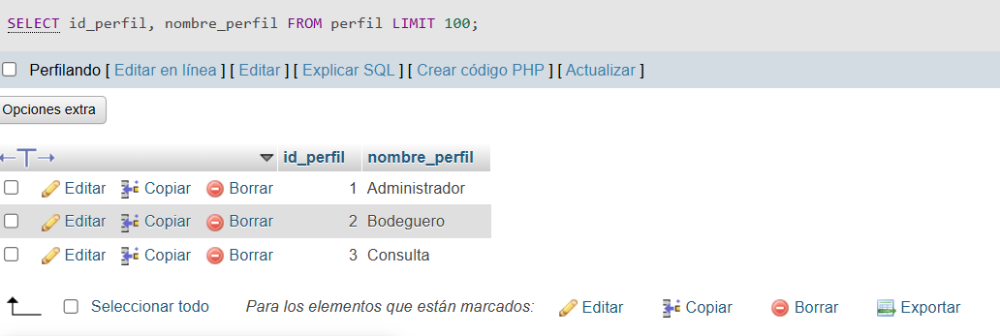 SELECT id_perfil, nombre_perfil FROM perfil LIMIT 100;
Perfilando [ Editar en línea ] [ Editar ] [ Explicar SQL ] [ Crear código PHP ] [ Actualizar ]
Opciones extra
id_perfil nombre_perfil
Editar Copiar Borrar 1 Administrador
Editar Copiar Borrar 2 Bodeguero
Editar Copiar Borrar 3 Consulta
Seleccionar todo Para los elementos que están marcados: Editar Copiar Borrar Exportar